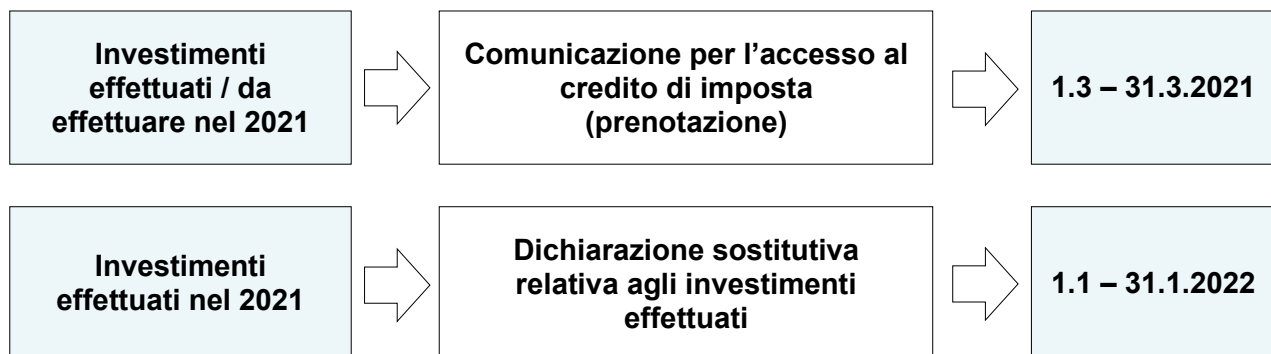 Investimenti
effettuati / da
effettuare nel 2021
Comunicazione per l’accesso al
credito di imposta
(prenotazione)
1.3 – 31.3.2021
Investimenti
effettuati nel 2021
Dichiarazione sostitutiva
relativa agli investimenti
effettuati
1.1 – 31.1.2022